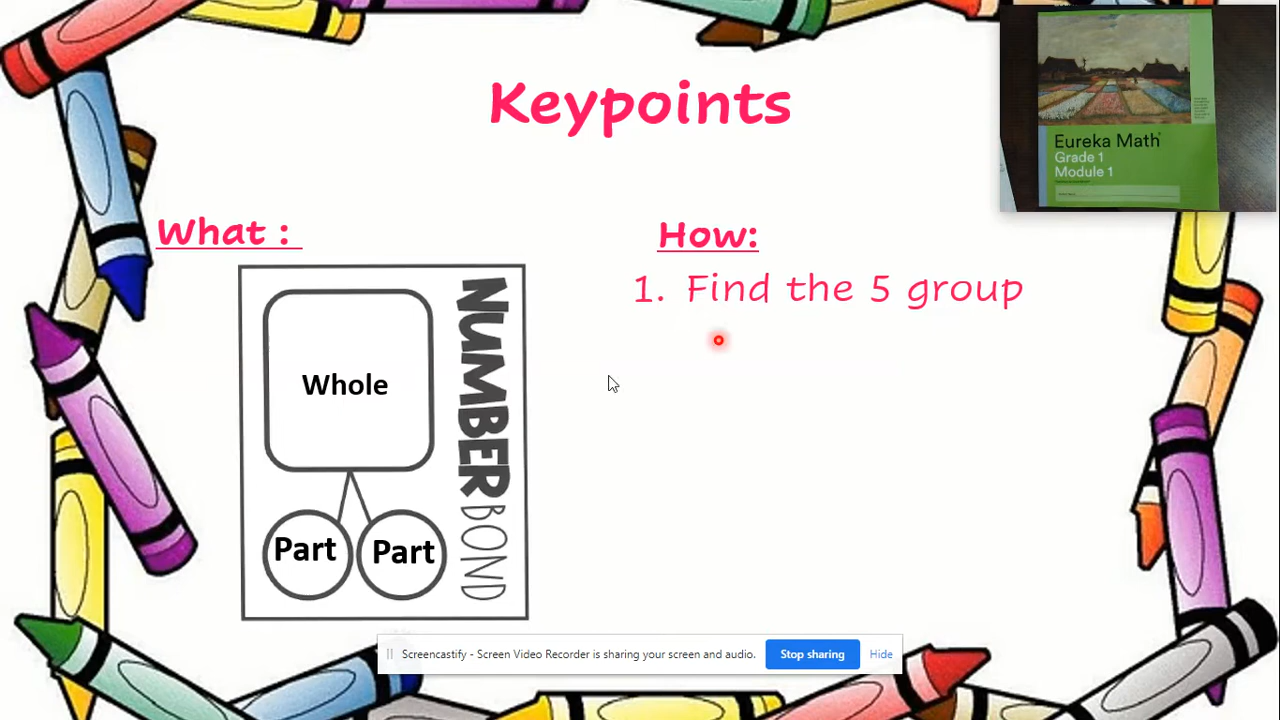 Keypoints
Eureka Math
Grade 1
Module 1
What :
How:
1. Find the 5 group
Whole
Part
Part
NUMBER BOND
Screencastify - Screen Video Recorder is sharing your screen and audio.
Stop sharing
Hide